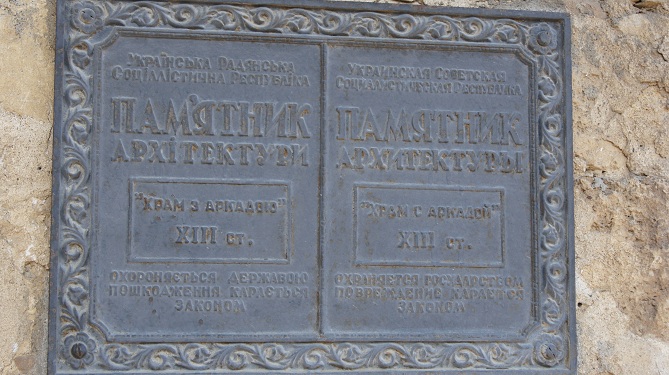 Українська Радянська
Соціалістична Республіка
ПАМ'ЯТНИК
АРХІТЕКТУРИ
"Храм з аркадою"
XIII ст.
охороняється державою
пошкодження карається
законом
Украинская Советская
Социалистическая Республика
ПАМЯТНИК
АРХИТЕКТУРЫ
"Храм с аркадой"
XIII ст.
охраняется государством
повреждение карается
законом